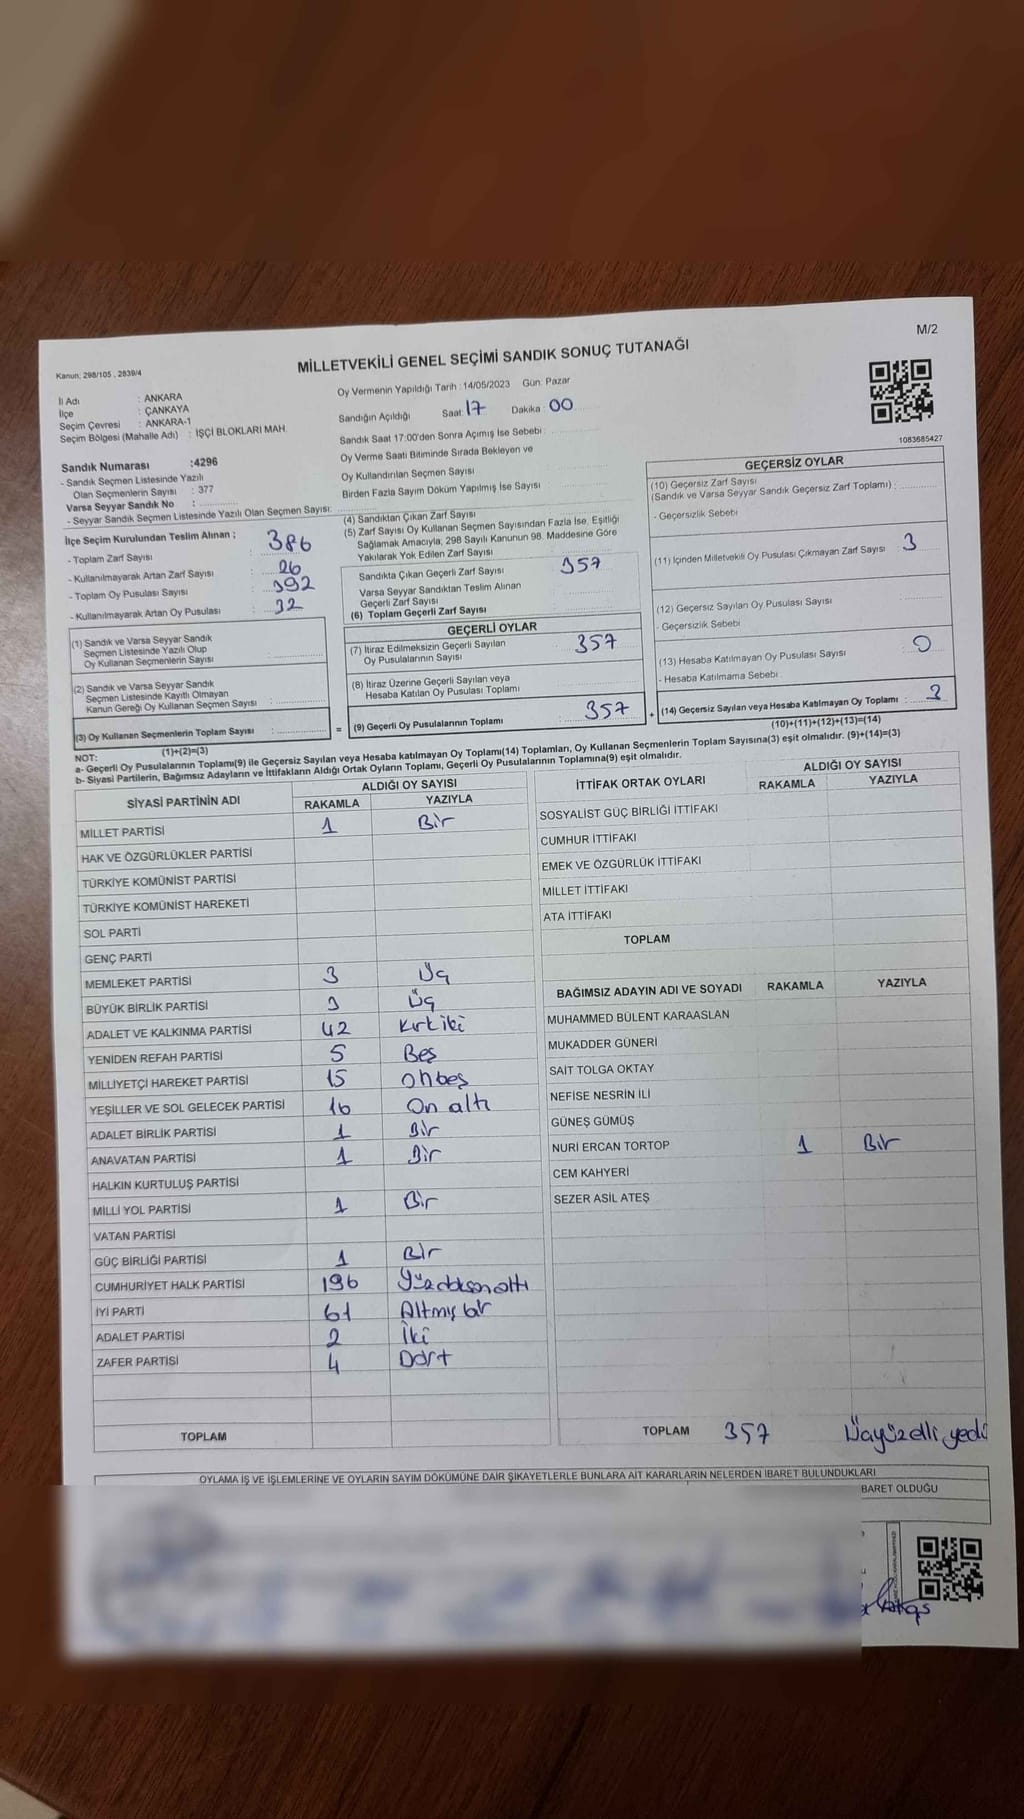 M/2
MİLLETVEKİLİ GENEL SEÇİMİ SANDIK SONUÇ TUTANAĞI
Kanun; 298/105 , 2839/4
İl Adı : ANKARA
İlçe : ÇANKAYA
Seçim Çevresi : ANKARA-1
Seçim Bölgesi (Mahalle Adı) : İŞÇİ BLOKLARI MAH.
Sandık Numarası :4296
- Sandık Seçmen Listesinde Yazılı
Olan Seçmenlerin Sayısı : 377
Varsa Seyyar Sandık No :
- Seyyar Sandık Seçmen Listesinde Yazılı Olan Seçmen Sayısı:
Oy Vermenin Yapıldığı Tarih : 14/05/2023 Gün: Pazar
Sandığın Açıldığı Saat: 17 Dakika : 00
Sandık Saat 17:00'den Sonra Açımış İse Sebebi :
Oy Verme Saati Bitiminde Sırada Bekleyen ve
Oy Kullandırılan Seçmen Sayısı
Birden Fazla Sayım Döküm Yapılmış İse Sayısı
1083685427
İlçe Seçim Kurulundan Teslim Alınan ;
- Toplam Zarf Sayısı : 386
- Kullanılmayarak Artan Zarf Sayısı : 26
- Toplam Oy Pusulası Sayısı : 392
- Kullanılmayarak Artan Oy Pusulası : 32
(1) Sandık ve Varsa Seyyar Sandık
Seçmen Listesinde Yazılı Olup
Oy Kullanan Seçmenlerin Sayısı :
(2) Sandık ve Varsa Seyyar Sandık
Seçmen Listesinde Kayıtlı Olmayan
Kanun Gereği Oy Kullanan Seçmen Sayısı :
(3) Oy Kullanan Seçmenlerin Toplam Sayısı :
(1)+(2)=(3)
(4) Sandıktan Çıkan Zarf Sayısı
(5) Zarf Sayısı Oy Kullanan Seçmen Sayısından Fazla İse, Eşitliği
Sağlamak Amacıyla; 298 Sayılı Kanunun 98. Maddesine Göre
Yakılarak Yok Edilen Zarf Sayısı
Sandıkta Çıkan Geçerli Zarf Sayısı : 357
Varsa Seyyar Sandıktan Teslim Alınan
Geçerli Zarf Sayısı
(6) Toplam Geçerli Zarf Sayısı
GEÇERLİ OYLAR
(7) İtiraz Edilmeksizin Geçerli Sayılan
Oy Pusulalarının Sayısı : 357
(8) İtiraz Üzerine Geçerli Sayılan veya
Hesaba Katılan Oy Pusulası Toplamı
= (9) Geçerli Oy Pusulalarının Toplamı : 357 +
GEÇERSİZ OYLAR
(10) Geçersiz Zarf Sayısı
(Sandık ve Varsa Seyyar Sandık Geçersiz Zarf Toplamı) :
- Geçersizlik Sebebi
(11) İçinden Milletvekili Oy Pusulası Çıkmayan Zarf Sayısı : 3
(12) Geçersiz Sayılan Oy Pusulası Sayısı
- Geçersizlik Sebebi
(13) Hesaba Katılmayan Oy Pusulası Sayısı : 0
- Hesaba Katılmama Sebebi
(14) Geçersiz Sayılan veya Hesaba Katılmayan Oy Toplamı : 3
(10)+(11)+(12)+(13)=(14)
NOT:
a- Geçerli Oy Pusulalarının Toplamı(9) ile Geçersiz Sayılan veya Hesaba katılmayan Oy Toplamı(14) Toplamları, Oy Kullanan Seçmenlerin Toplam Sayısına(3) eşit olmalıdır. (9)+(14)=(3)
b- Siyasi Partilerin, Bağımsız Adayların ve İttifakların Aldığı Ortak Oyların Toplamı, Geçerli Oy Pusulalarının Toplamına(9) eşit olmalıdır.
SİYASİ PARTİNİN ADI ALDIĞI OY SAYISI
RAKAMLA YAZIYLA
MİLLET PARTİSİ 1 Bir
HAK VE ÖZGÜRLÜKLER PARTİSİ
TÜRKİYE KOMÜNİST PARTİSİ
TÜRKİYE KOMÜNİST HAREKETİ
SOL PARTİ
GENÇ PARTİ
MEMLEKET PARTİSİ 3 Üç
BÜYÜK BİRLİK PARTİSİ 3 Üç
ADALET VE KALKINMA PARTİSİ 42 Kırkiki
YENİDEN REFAH PARTİSİ 5 Beş
MİLLİYETÇİ HAREKET PARTİSİ 15 onbeş
YEŞİLLER VE SOL GELECEK PARTİSİ 16 On altı
ADALET BİRLİK PARTİSİ 1 Bir
ANAVATAN PARTİSİ 1 Bir
HALKIN KURTULUŞ PARTİSİ
MİLLİ YOL PARTİSİ 1 Bir
VATAN PARTİSİ
GÜÇ BİRLİĞİ PARTİSİ 1 Bir
CUMHURİYET HALK PARTİSİ 196 Yüzdoksanaltı
İYİ PARTİ 61 Altmış bir
ADALET PARTİSİ 2 İki
ZAFER PARTİSİ 4 Dört
TOPLAM
İTTİFAK ORTAK OYLARI ALDIĞI OY SAYISI
RAKAMLA YAZIYLA
SOSYALİST GÜÇ BİRLİĞİ İTTİFAKI
CUMHUR İTTİFAKI
EMEK VE ÖZGÜRLÜK İTTİFAKI
MİLLET İTTİFAKI
ATA İTTİFAKI
TOPLAM
BAĞIMSIZ ADAYIN ADI VE SOYADI RAKAMLA YAZIYLA
MUHAMMED BÜLENT KARAASLAN
MUKADDER GÜNERİ
SAİT TOLGA OKTAY
NEFİSE NESRİN İLİ
GÜNEŞ GÜMÜŞ
NURİ ERCAN TORTOP 1 Bir
CEM KAHYERİ
SEZER ASİL ATEŞ
TOPLAM 357 Üçyüzelli yedi
OYLAMA İŞ VE İŞLEMLERİNE VE OYLARIN SAYIM DÖKÜMÜNE DAİR ŞİKAYETLERLE BUNLARA AİT KARARLARIN NELERDEN İBARET BULUNDUKLARI
BARET OLDUĞU